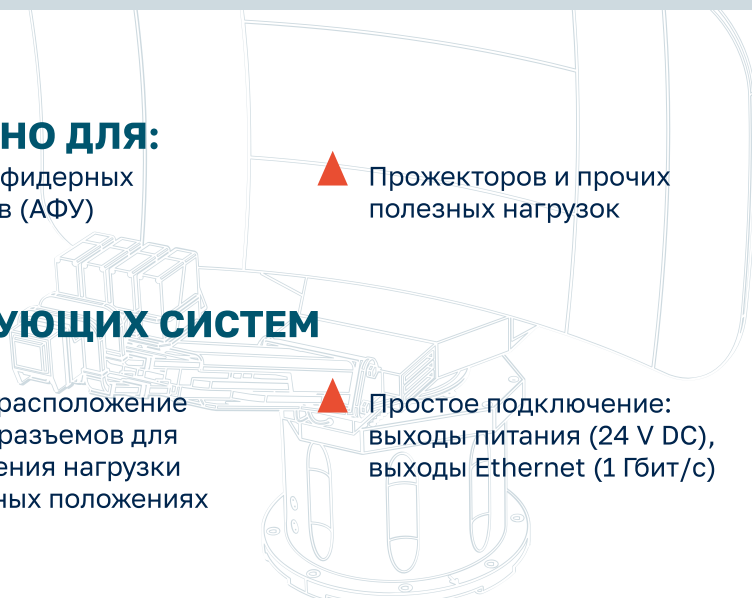 НО ДЛЯ:
фидерных
в (АФУ)
Прожекторов и прочих
полезных нагрузок
УЮЩИХ СИСТЕМ
расположение
разъемов для
ения нагрузки
ных положениях
Простое подключение:
выходы питания (24 V DC),
выходы Ethernet (1 Гбит/с)